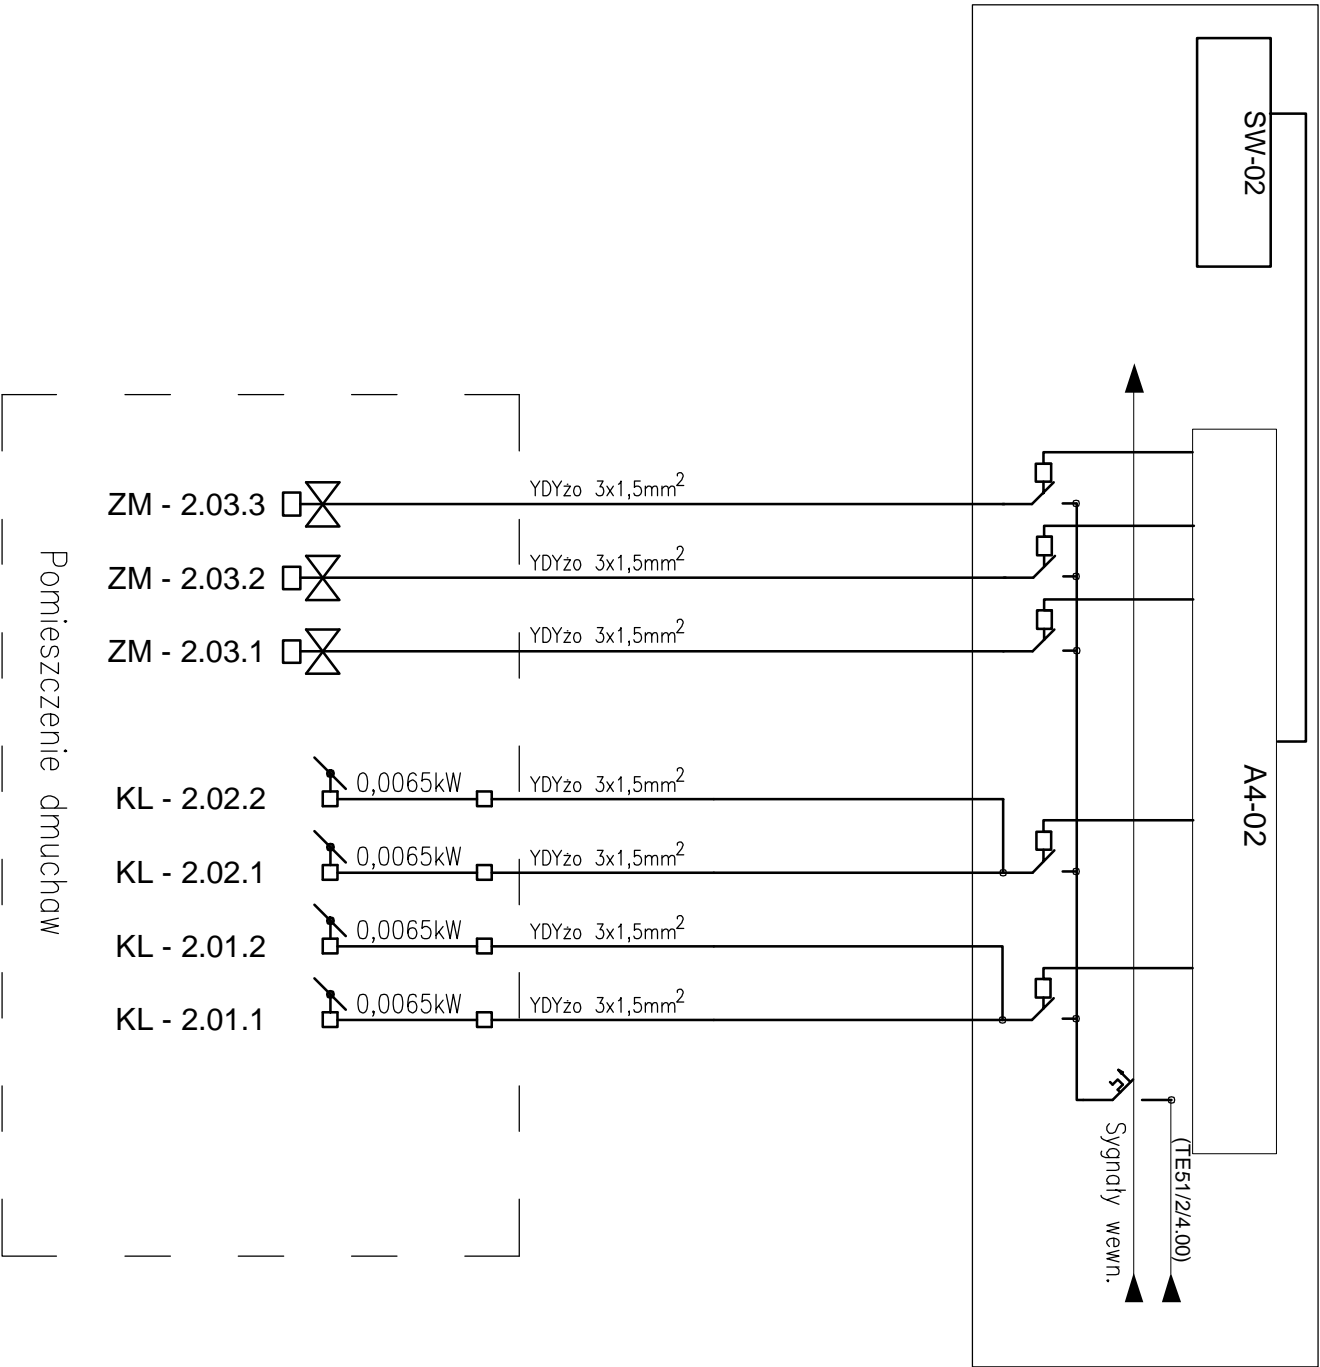 SW-02
ZM - 2.03.3
YDYżo 3x1,5mm²
ZM - 2.03.2
YDYżo 3x1,5mm²
ZM - 2.03.1
YDYżo 3x1,5mm²
KL - 2.02.2
0,0065kW
YDYżo 3x1,5mm²
KL - 2.02.1
0,0065kW
YDYżo 3x1,5mm²
KL - 2.01.2
0,0065kW
YDYżo 3x1,5mm²
KL - 2.01.1
0,0065kW
YDYżo 3x1,5mm²
Pomieszczenie dmuchaw
A4-02
Sygnały wewn.
(TE51/2/4.00)